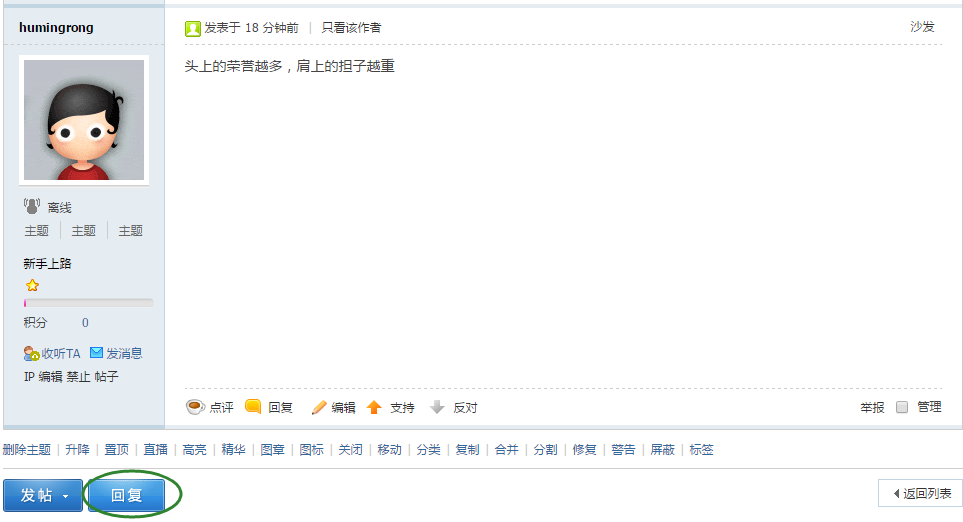 humingrong
发表于 18 分钟前 | 只看该作者
沙发
头上的荣誉越多，肩上的担子越重
离线
主题 | 主题 | 主题
新手上路
积分 0
收听TA 发消息
IP 编辑 禁止 帖子
点评 回复 编辑 支持 反对
举报 管理
删除主题 | 升降 | 置顶 | 直播 | 高亮 | 精华 | 图章 | 图标 | 关闭 | 移动 | 分类 | 复制 | 合并 | 分割 | 修复 | 警告 | 屏蔽 | 标签
发帖 回复
返回列表